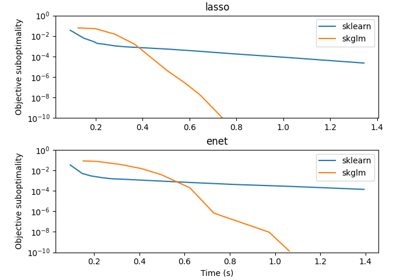 lasso
Objective suboptimality
10^0
10^-2
10^-4
10^-6
10^-8
10^-10
sklearn
skglm
0.2 0.4 0.6 0.8 1.0 1.2 1.4
enet
Objective suboptimality
10^0
10^-2
10^-4
10^-6
10^-8
10^-10
sklearn
skglm
0.2 0.4 0.6 0.8 1.0 1.2 1.4
Time (s)